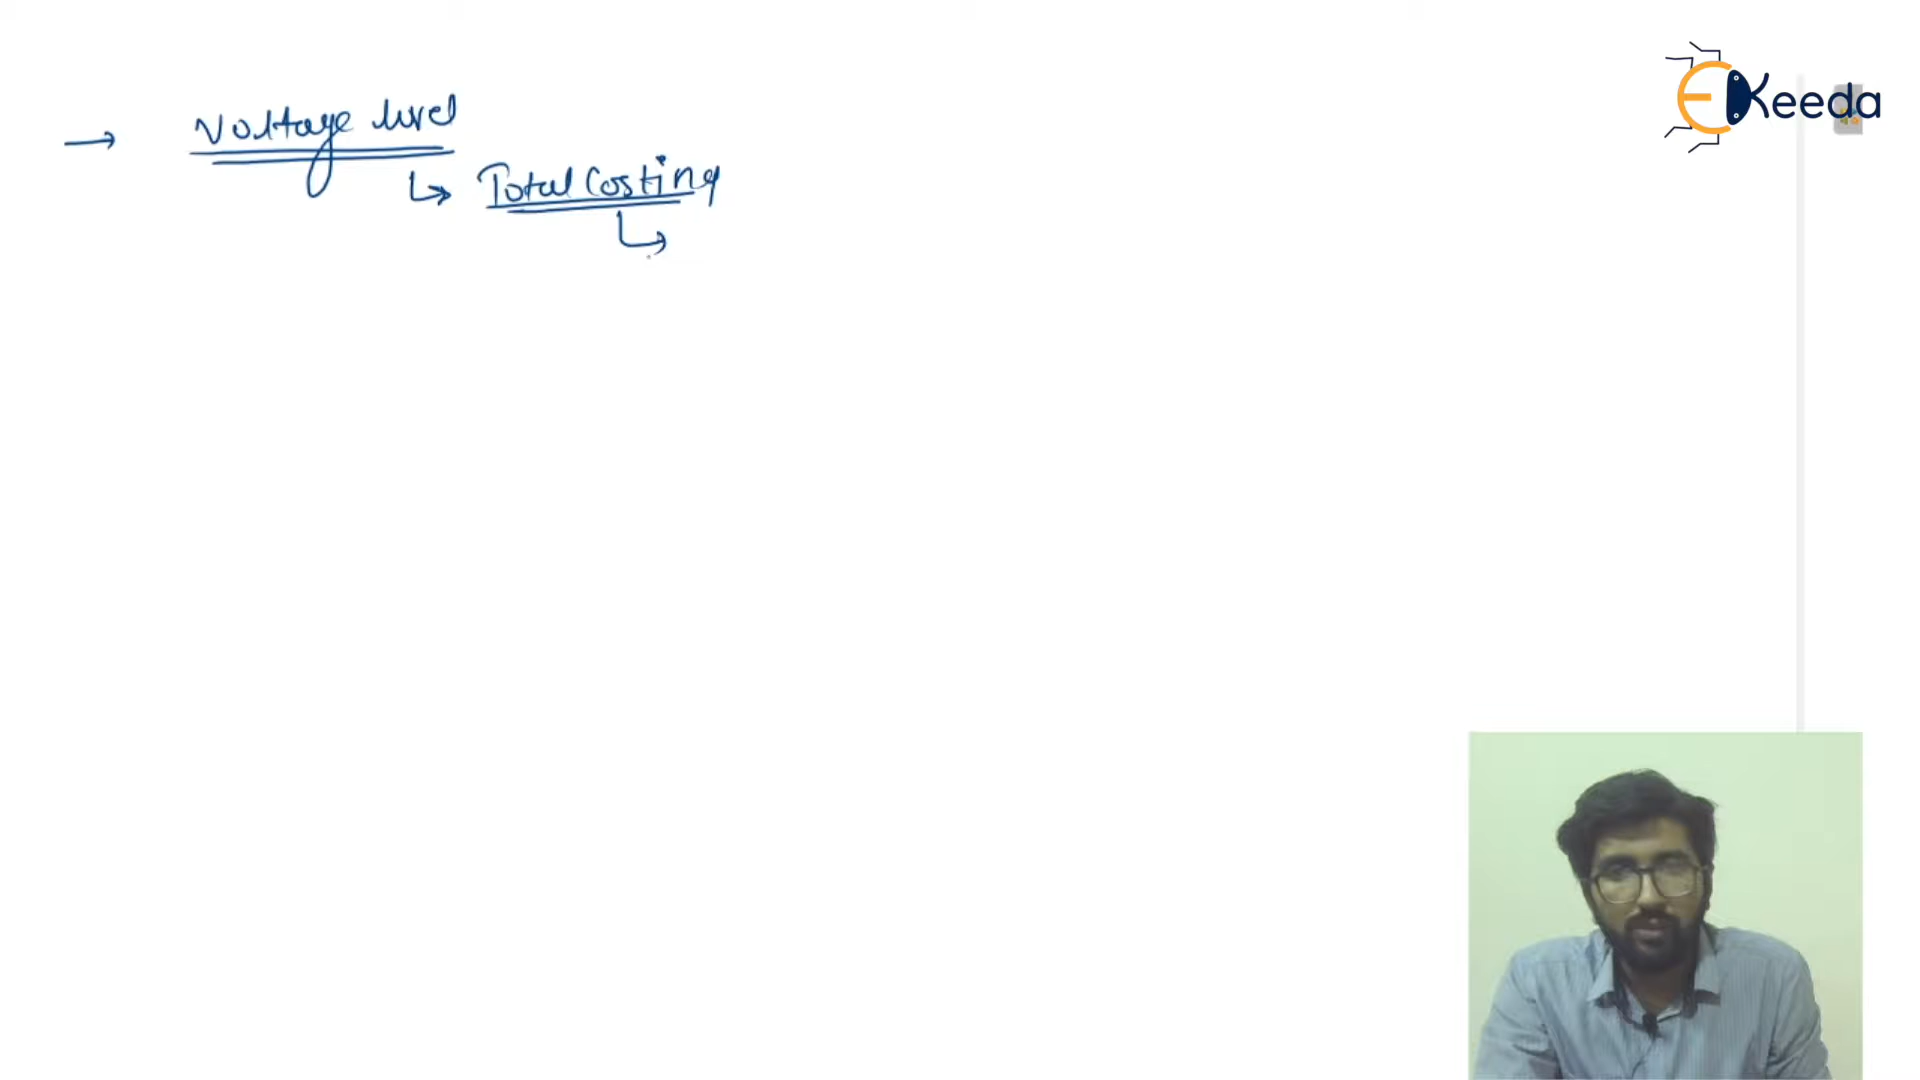 Ekeeda
→ Voltage level
↳ Total Costing
↳